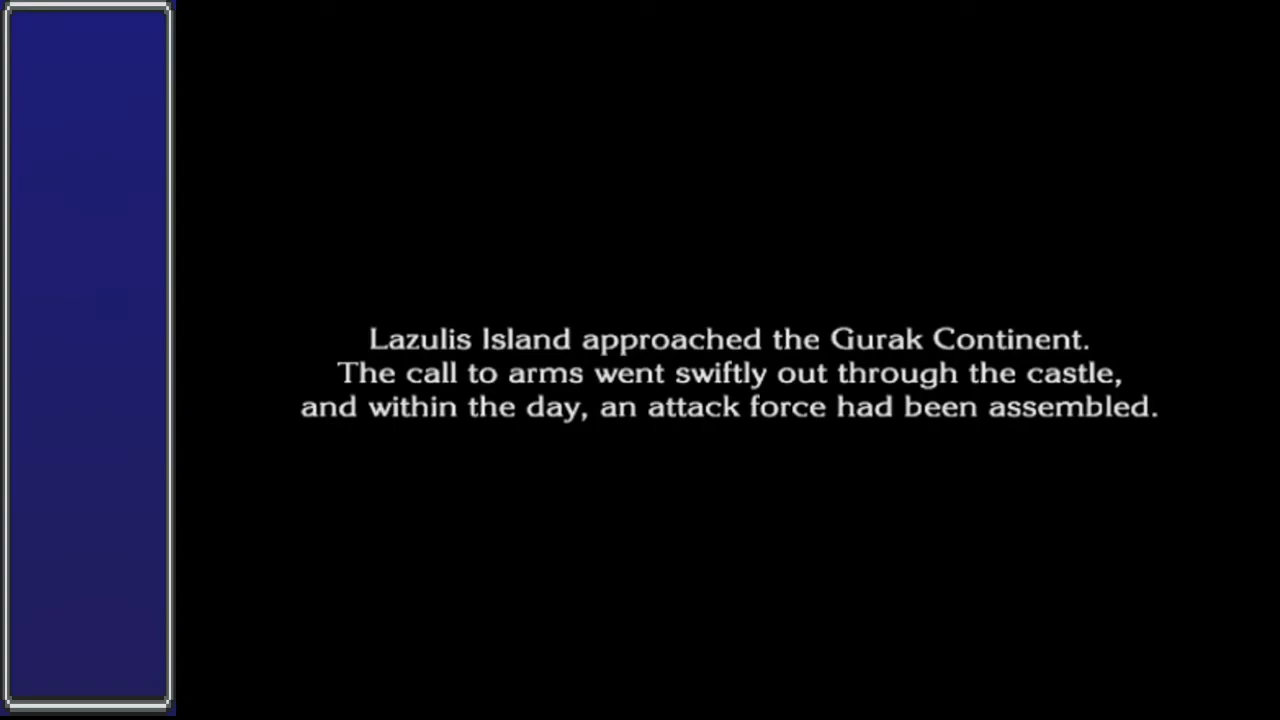 Lazulis Island approached the Gurak Continent.
The call to arms went swiftly out through the castle,
and within the day, an attack force had been assembled.